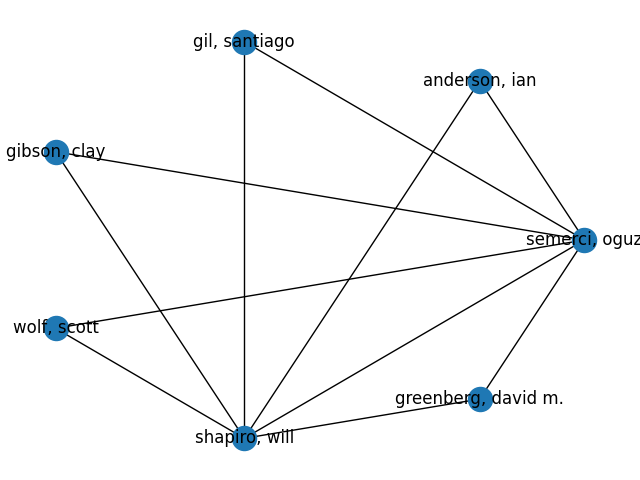 gil, santiago
anderson, ian
gibson, clay
semerci, oguz
wolf, scott
greenberg, david m.
shapiro, will